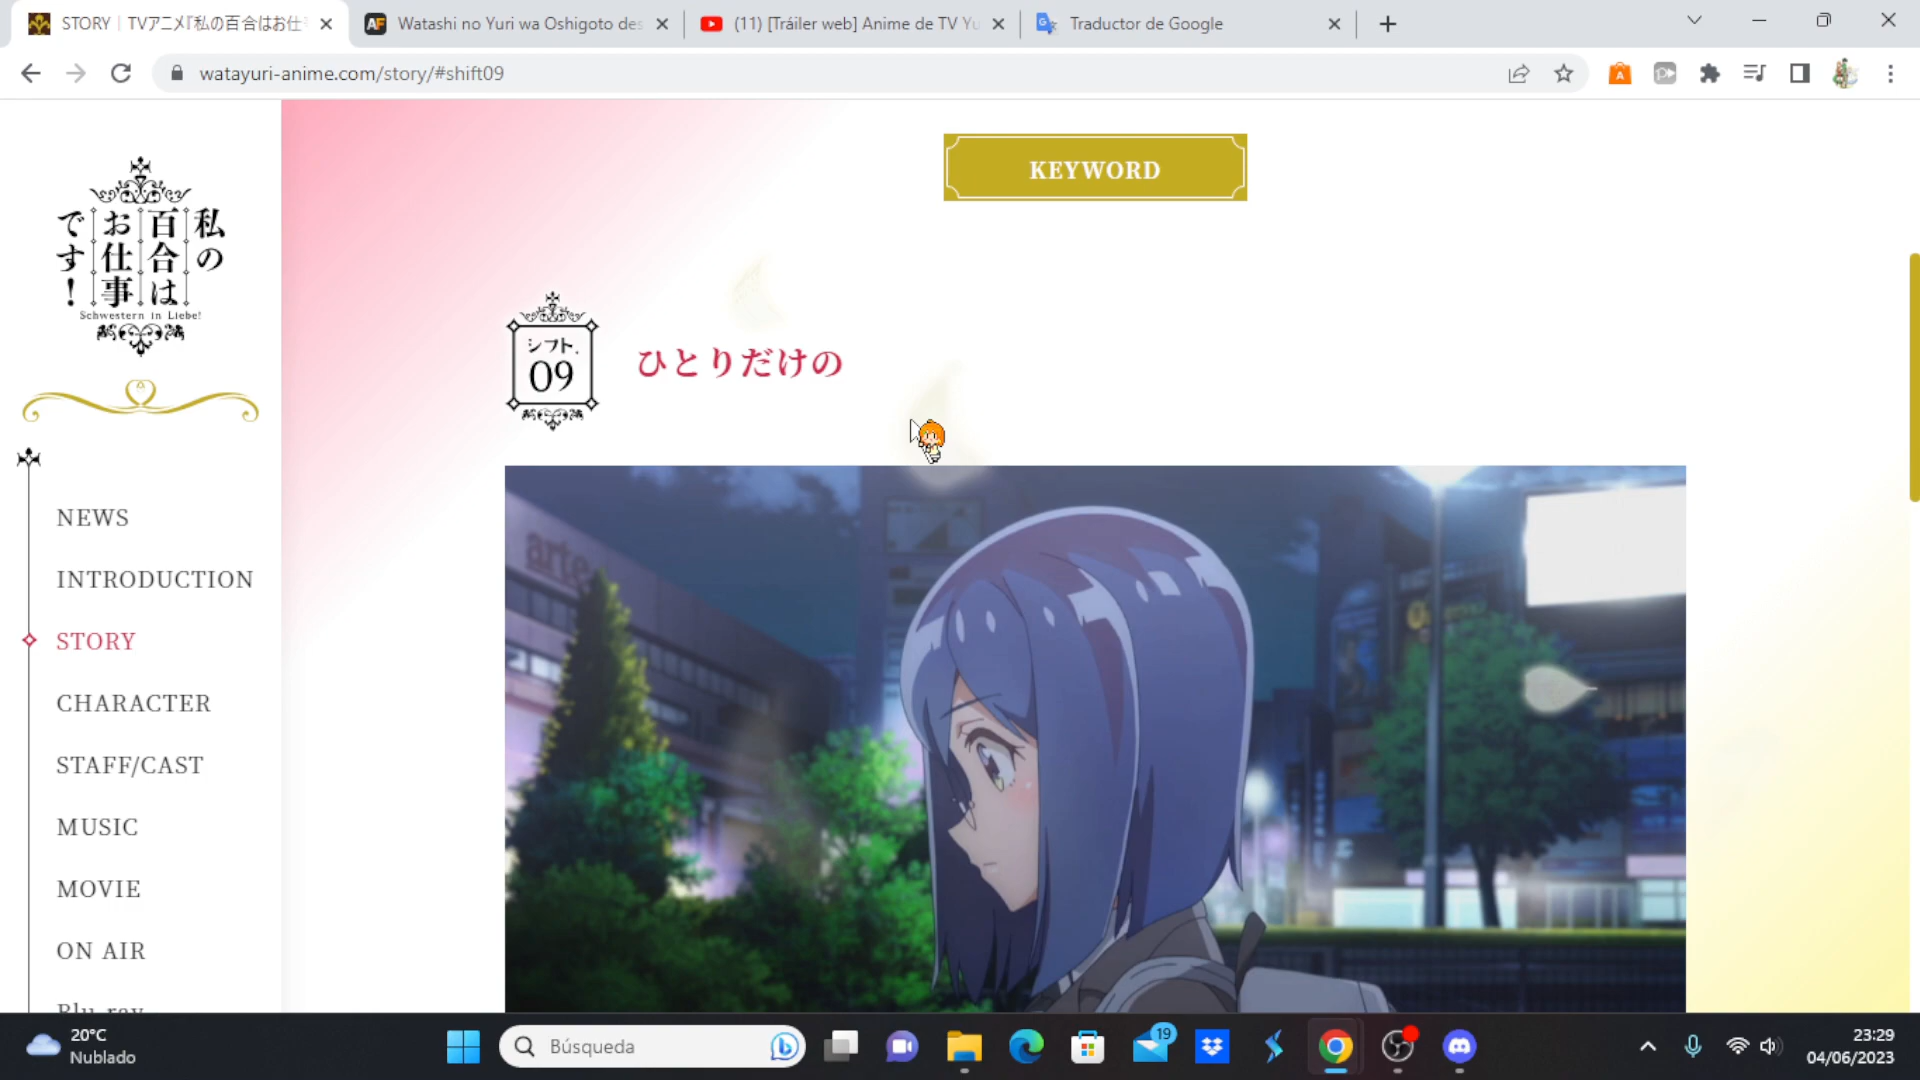 STORY | TVアニメ『私の百合はお仕
Watashi no Yuri wa Oshigoto des
(11) [Tráiler web] Anime de TV Yu
Traductor de Google
watayuri-anime.com/story/#shift09
私の
百合は
お仕事
です！
Schwestern in Liebe!
NEWS
INTRODUCTION
STORY
CHARACTER
STAFF/CAST
MUSIC
MOVIE
ON AIR
Blu-ray
KEYWORD
シフト.
09
ひとりだけの
arte
20°C
Nublado
Búsqueda
19
23:29
04/06/2023